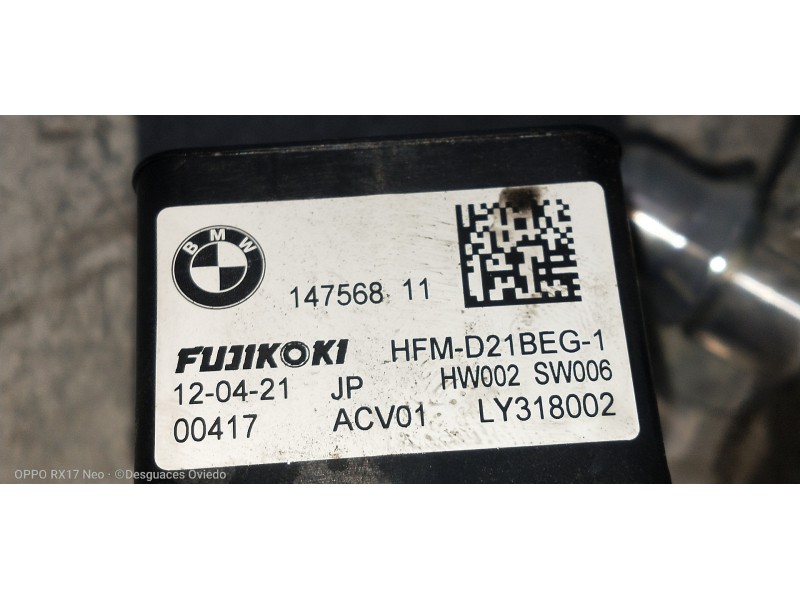 BMW
147568 11
FUJIKOKI HFM-D21BEG-1
12-04-21 JP HW002 SW006
00417 ACV01 LY318002
OPPO RX17 Neo · ©Desguaces Oviedo